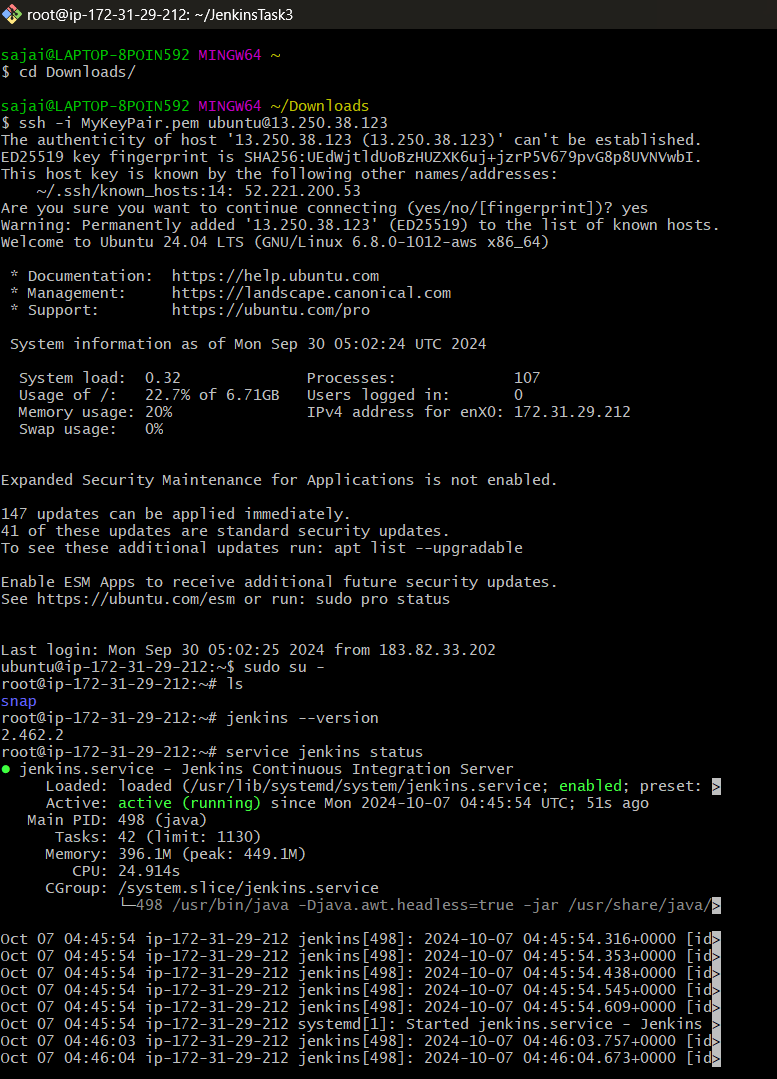 root@ip-172-31-29-212: ~/JenkinsTask3
sajai@LAPTOP-8POIN592 MINGW64 ~
$ cd Downloads/
sajai@LAPTOP-8POIN592 MINGW64 ~/Downloads
$ ssh -i MyKeyPair.pem ubuntu@13.250.38.123
The authenticity of host '13.250.38.123 (13.250.38.123)' can't be established.
ED25519 key fingerprint is SHA256:UEdWjtldUoBzHUZXK6uj+jzrP5V679pvG8p8UVNVwbI.
This host key is known by the following other names/addresses:
    ~/.ssh/known_hosts:14: 52.221.200.53
Are you sure you want to continue connecting (yes/no/[fingerprint])? yes
Warning: Permanently added '13.250.38.123' (ED25519) to the list of known hosts.
Welcome to Ubuntu 24.04 LTS (GNU/Linux 6.8.0-1012-aws x86_64)
 * Documentation:  https://help.ubuntu.com
 * Management:     https://landscape.canonical.com
 * Support:        https://ubuntu.com/pro
 System information as of Mon Sep 30 05:02:24 UTC 2024
  System load:  0.32              Processes:             107
  Usage of /:   22.7% of 6.71GB   Users logged in:       0
  Memory usage: 20%               IPv4 address for enX0: 172.31.29.212
  Swap usage:   0%
Expanded Security Maintenance for Applications is not enabled.
147 updates can be applied immediately.
41 of these updates are standard security updates.
To see these additional updates run: apt list --upgradable
Enable ESM Apps to receive additional future security updates.
See https://ubuntu.com/esm or run: sudo pro status
Last login: Mon Sep 30 05:02:25 2024 from 183.82.33.202
ubuntu@ip-172-31-29-212:~$ sudo su -
root@ip-172-31-29-212:~# ls
snap
root@ip-172-31-29-212:~# jenkins --version
2.462.2
root@ip-172-31-29-212:~# service jenkins status
● jenkins.service - Jenkins Continuous Integration Server
     Loaded: loaded (/usr/lib/systemd/system/jenkins.service; enabled; preset: >
     Active: active (running) since Mon 2024-10-07 04:45:54 UTC; 51s ago
   Main PID: 498 (java)
      Tasks: 42 (limit: 1130)
     Memory: 396.1M (peak: 449.1M)
        CPU: 24.914s
     CGroup: /system.slice/jenkins.service
             └─498 /usr/bin/java -Djava.awt.headless=true -jar /usr/share/java/>
Oct 07 04:45:54 ip-172-31-29-212 jenkins[498]: 2024-10-07 04:45:54.316+0000 [id>
Oct 07 04:45:54 ip-172-31-29-212 jenkins[498]: 2024-10-07 04:45:54.353+0000 [id>
Oct 07 04:45:54 ip-172-31-29-212 jenkins[498]: 2024-10-07 04:45:54.438+0000 [id>
Oct 07 04:45:54 ip-172-31-29-212 jenkins[498]: 2024-10-07 04:45:54.545+0000 [id>
Oct 07 04:45:54 ip-172-31-29-212 jenkins[498]: 2024-10-07 04:45:54.609+0000 [id>
Oct 07 04:45:54 ip-172-31-29-212 systemd[1]: Started jenkins.service - Jenkins >
Oct 07 04:46:03 ip-172-31-29-212 jenkins[498]: 2024-10-07 04:46:03.757+0000 [id>
Oct 07 04:46:04 ip-172-31-29-212 jenkins[498]: 2024-10-07 04:46:04.673+0000 [id>